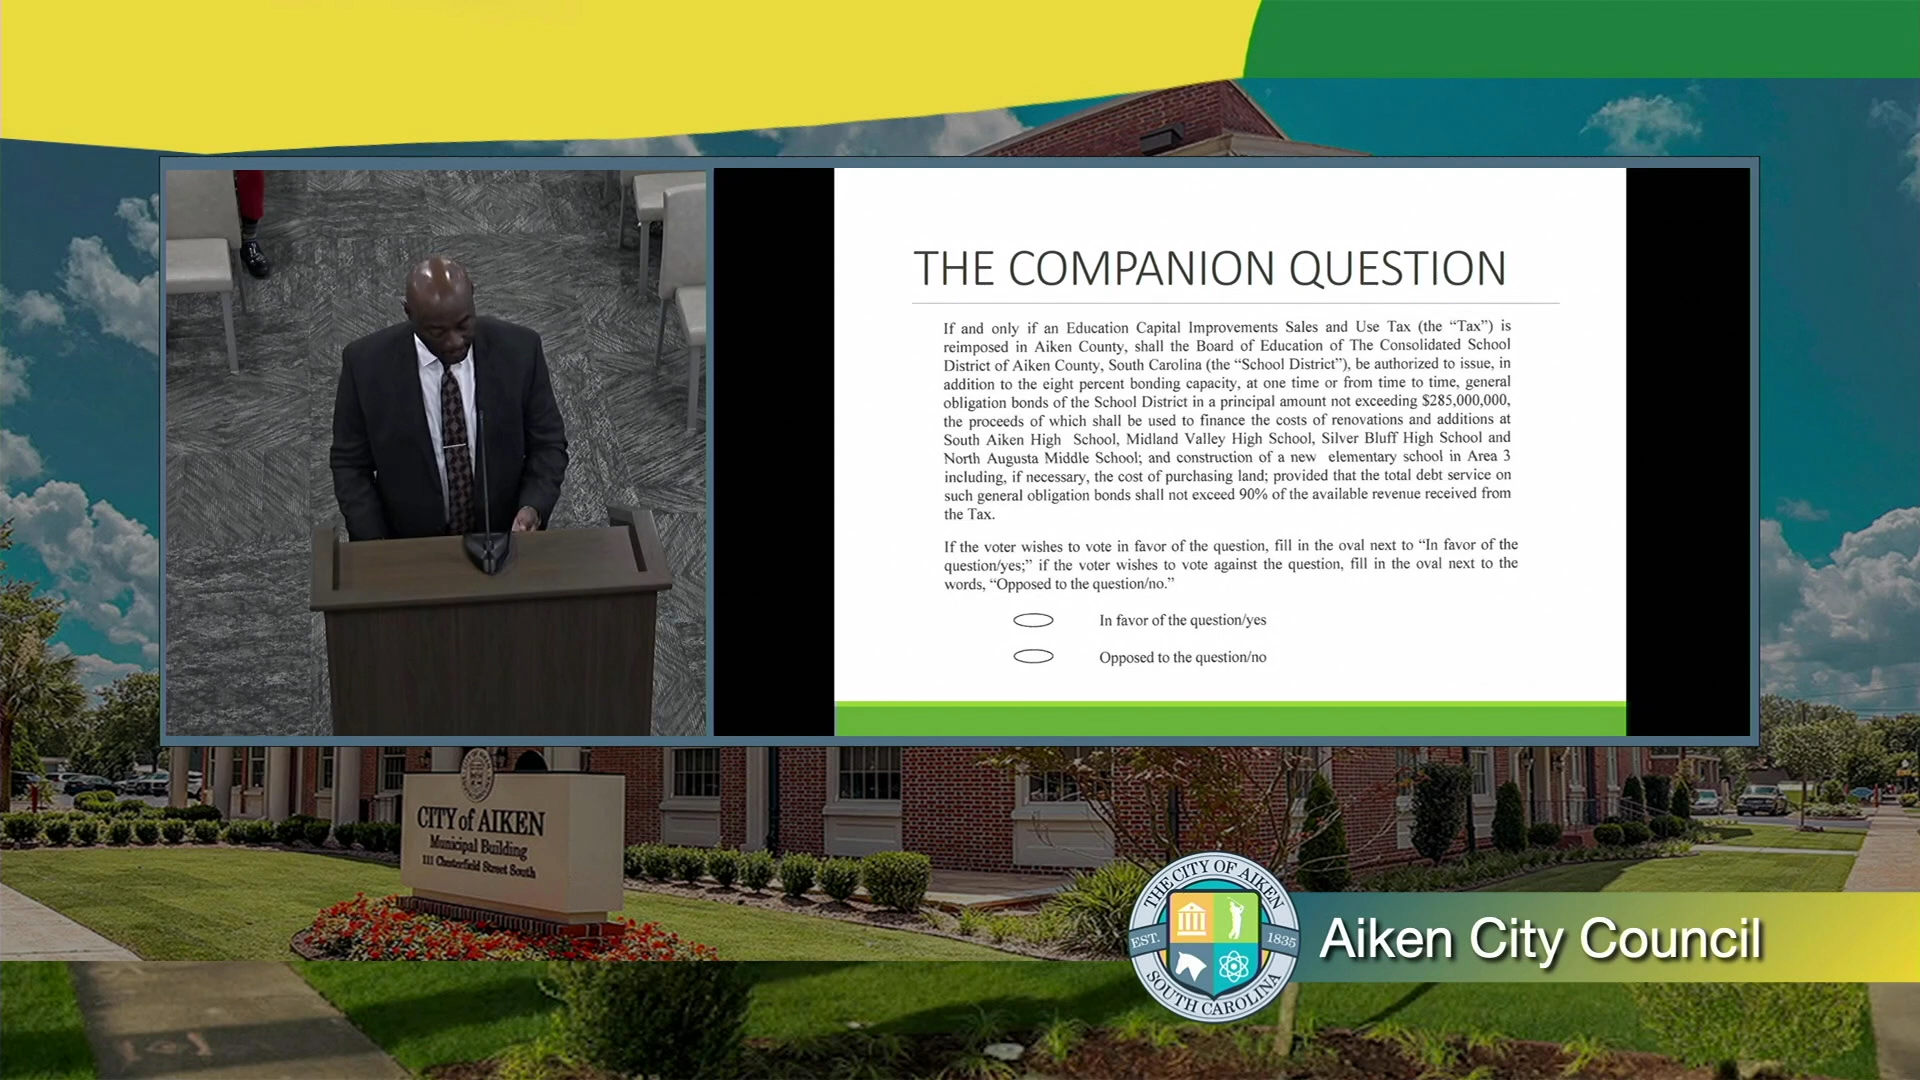 THE COMPANION QUESTION
If and only if an Education Capital Improvements Sales and Use Tax (the “Tax”) is
reimposed in Aiken County, shall the Board of Education of The Consolidated School
District of Aiken County, South Carolina (the “School District”), be authorized to issue, in
addition to the eight percent bonding capacity, at one time or from time to time, general
obligation bonds of the School District in a principal amount not exceeding $285,000,000,
the proceeds of which shall be used to finance the costs of renovations and additions at
South Aiken High School, Midland Valley High School, Silver Bluff High School and
North Augusta Middle School; and construction of a new elementary school in Area 3
including, if necessary, the cost of purchasing land; provided that the total debt service on
such general obligation bonds shall not exceed 90% of the available revenue received from
the Tax.
If the voter wishes to vote in favor of the question, fill in the oval next to “In favor of the
question/yes;” if the voter wishes to vote against the question, fill in the oval next to the
words, “Opposed to the question/no.”
In favor of the question/yes
Opposed to the question/no
CITY of AIKEN
Municipal Building
111 Chesterfield Street South
THE CITY OF AIKEN
EST. 1835
SOUTH CAROLINA
Aiken City Council